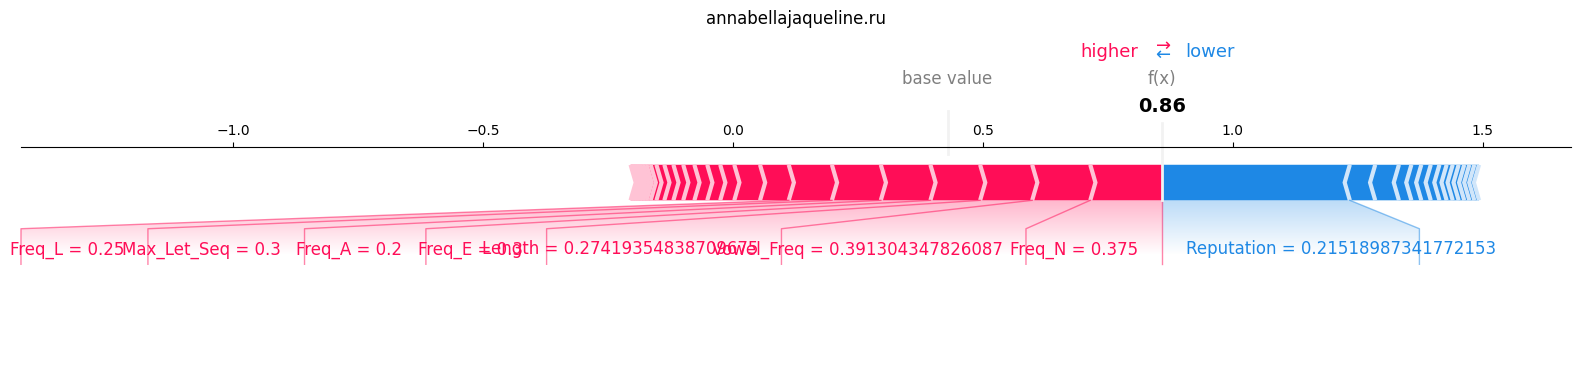 annabellajaqueline.ru
higher ⇄ lower
base value f(x)
0.86
−1.0 −0.5 0.0 0.5 1.0 1.5
Freq_L = 0.25 Max_Let_Seq = 0.3 Freq_A = 0.2 Freq_E = 0.3 Length = 0.27419354838709675 Vowel_Freq = 0.391304347826087 Freq_N = 0.375 Reputation = 0.21518987341772153